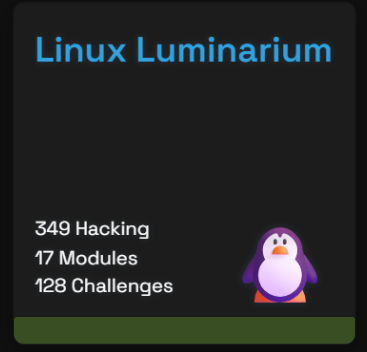 Linux Luminarium
349 Hacking
17 Modules
128 Challenges